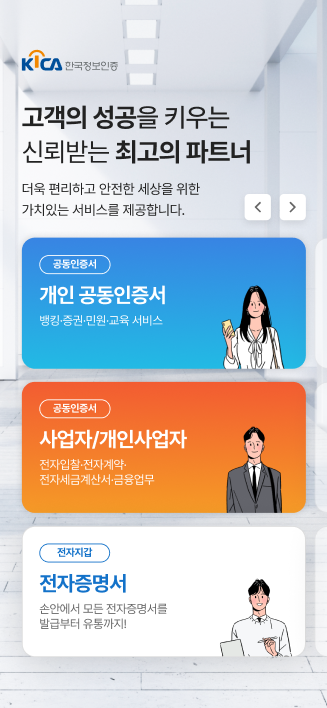 KICA 한국정보인증
고객의 성공을 키우는
신뢰받는 최고의 파트너
더욱 편리하고 안전한 세상을 위한
가치있는 서비스를 제공합니다.
공동인증서
개인 공동인증서
뱅킹·증권·민원·교육 서비스
공동인증서
사업자/개인사업자
전자입찰·전자계약·
전자세금계산서·금융업무
전자지갑
전자증명서
손안에서 모든 전자증명서를
발급부터 유통까지!